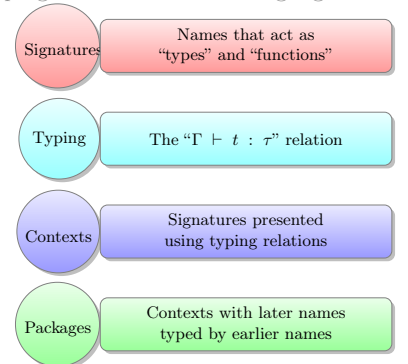 Signatures
Names that act as
“types” and “functions”
Typing
The “Γ ⊢ t : τ” relation
Contexts
Signatures presented
using typing relations
Packages
Contexts with later names
typed by earlier names